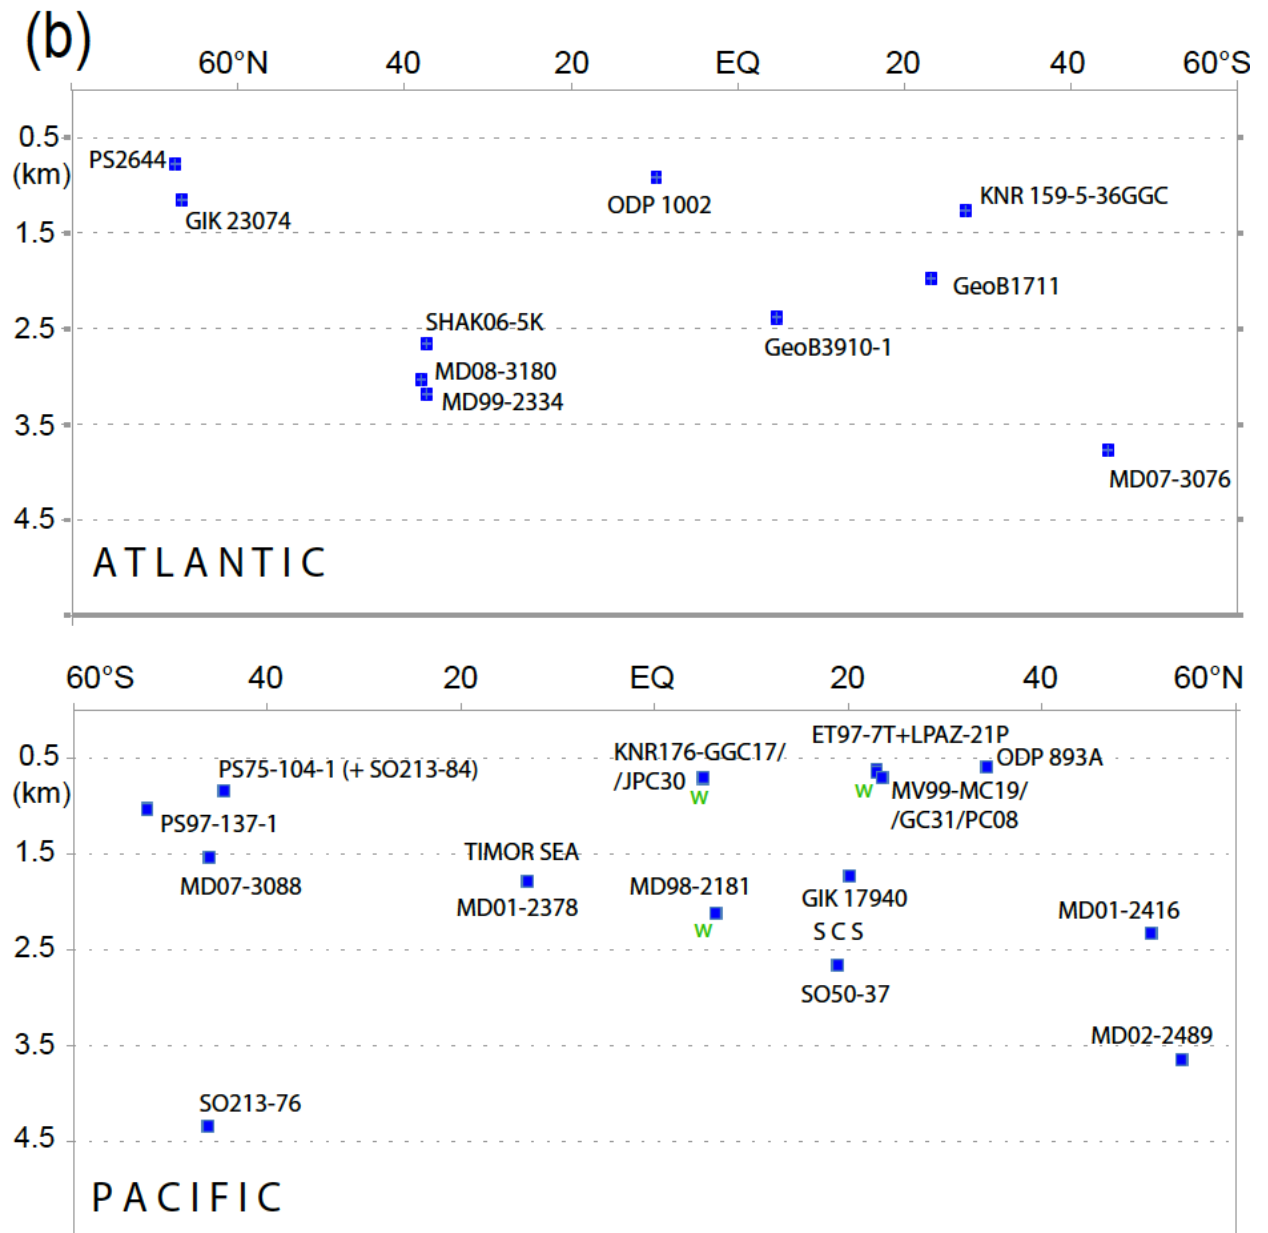 (b)
60°N 40 20 EQ 20 40 60°S
0.5
(km)
PS2644
GIK 23074
ODP 1002
KNR 159-5-36GGC
1.5
GeoB1711
SHAK06-5K
2.5
GeoB3910-1
MD08-3180
MD99-2334
3.5
MD07-3076
4.5
ATLANTIC
60°S 40 20 EQ 20 40 60°N
0.5
(km)
PS75-104-1 (+ SO213-84)
KNR176-GGC17/
/JPC30
w
ET97-7T+LPAZ-21P
ODP 893A
w
MV99-MC19/
/GC31/PC08
PS97-137-1
1.5
MD07-3088
TIMOR SEA
MD01-2378
MD98-2181
w
GIK 17940
S C S
MD01-2416
2.5
SO50-37
3.5
MD02-2489
SO213-76
4.5
PACIFIC